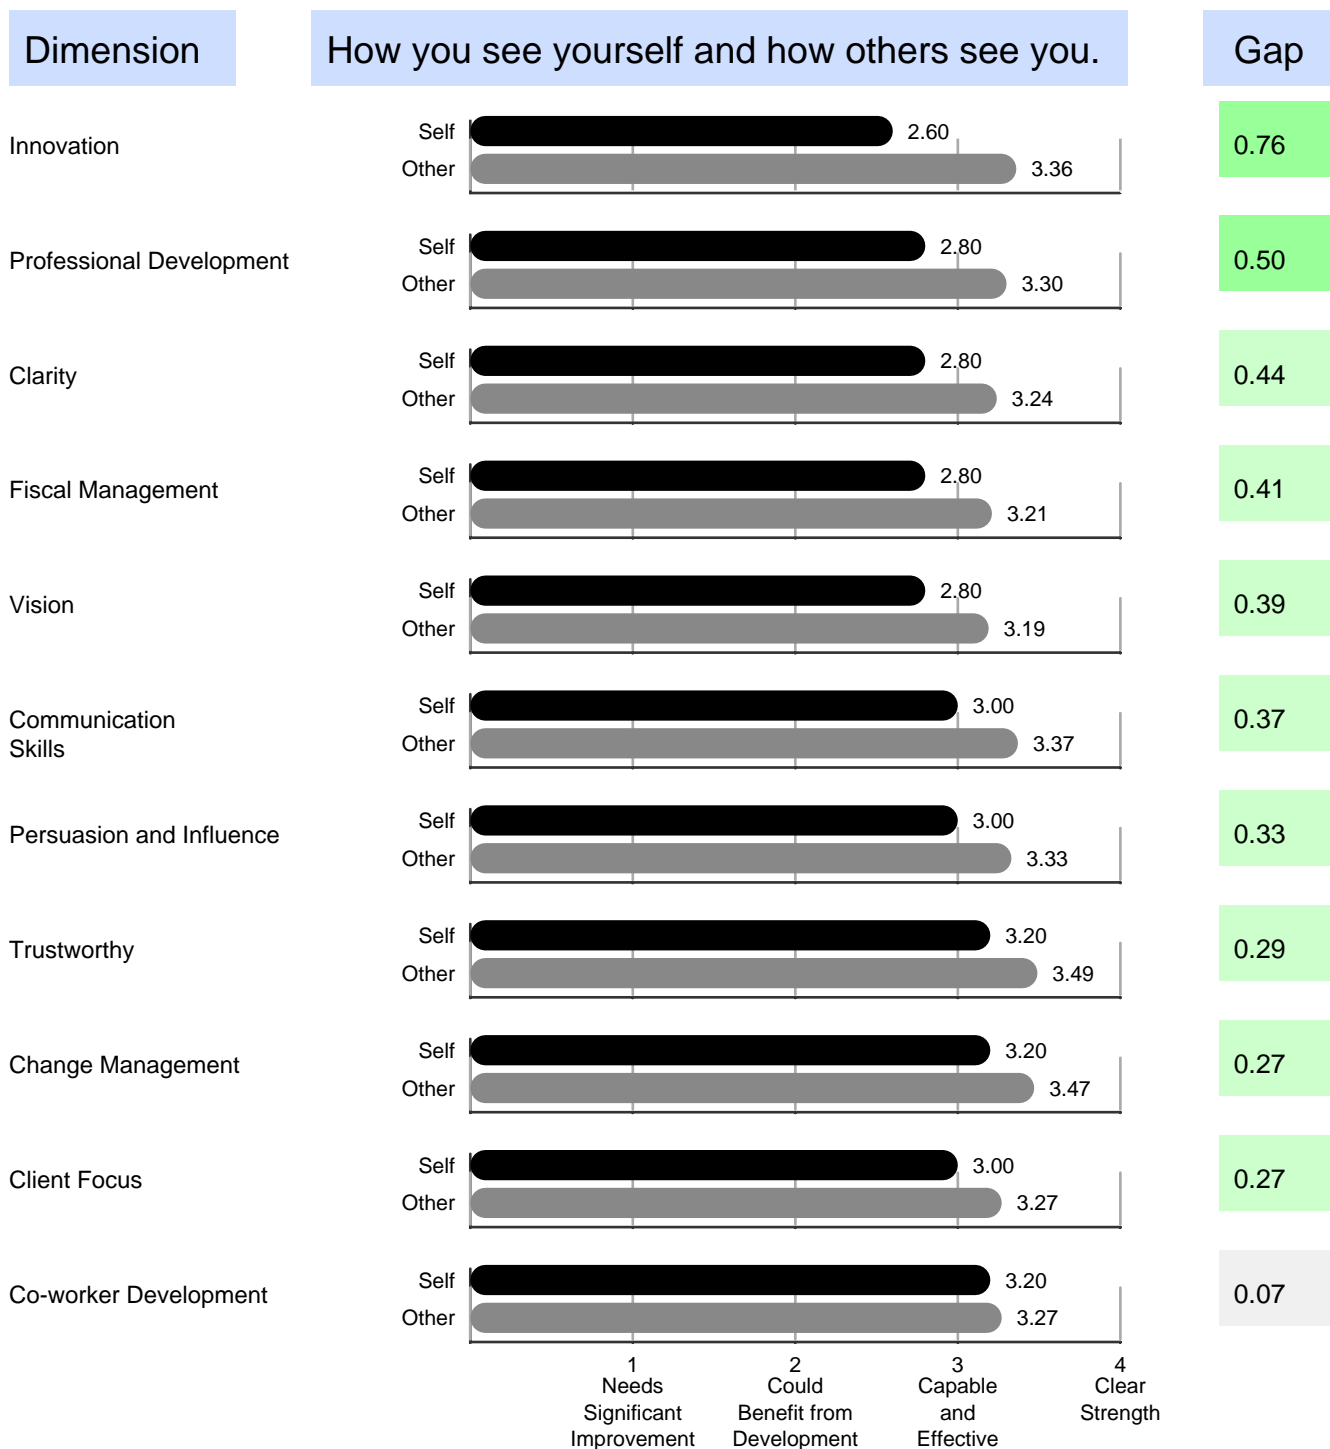 Dimension
How you see yourself and how others see you.
Gap
Innovation
Self
2.60
Other
3.36
0.76
Professional Development
Self
2.80
Other
3.30
0.50
Clarity
Self
2.80
Other
3.24
0.44
Fiscal Management
Self
2.80
Other
3.21
0.41
Vision
Self
2.80
Other
3.19
0.39
Communication
Skills
Self
3.00
Other
3.37
0.37
Persuasion and Influence
Self
3.00
Other
3.33
0.33
Trustworthy
Self
3.20
Other
3.49
0.29
Change Management
Self
3.20
Other
3.47
0.27
Client Focus
Self
3.00
Other
3.27
0.27
Co-worker Development
Self
3.20
Other
3.27
0.07
1
Needs
Significant
Improvement
2
Could
Benefit from
Development
3
Capable
and
Effective
4
Clear
Strength